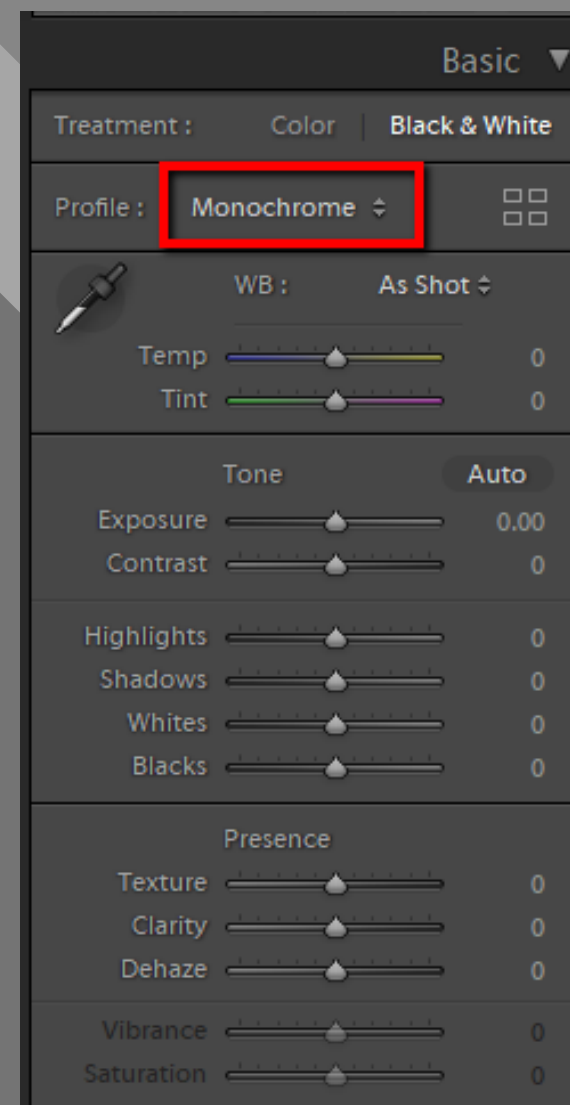 Basic ▼
Treatment : Color | Black & White
Profile : Monochrome
WB : As Shot
Temp 0
Tint 0
Tone Auto
Exposure 0.00
Contrast 0
Highlights 0
Shadows 0
Whites 0
Blacks 0
Presence
Texture 0
Clarity 0
Dehaze 0
Vibrance 0
Saturation 0